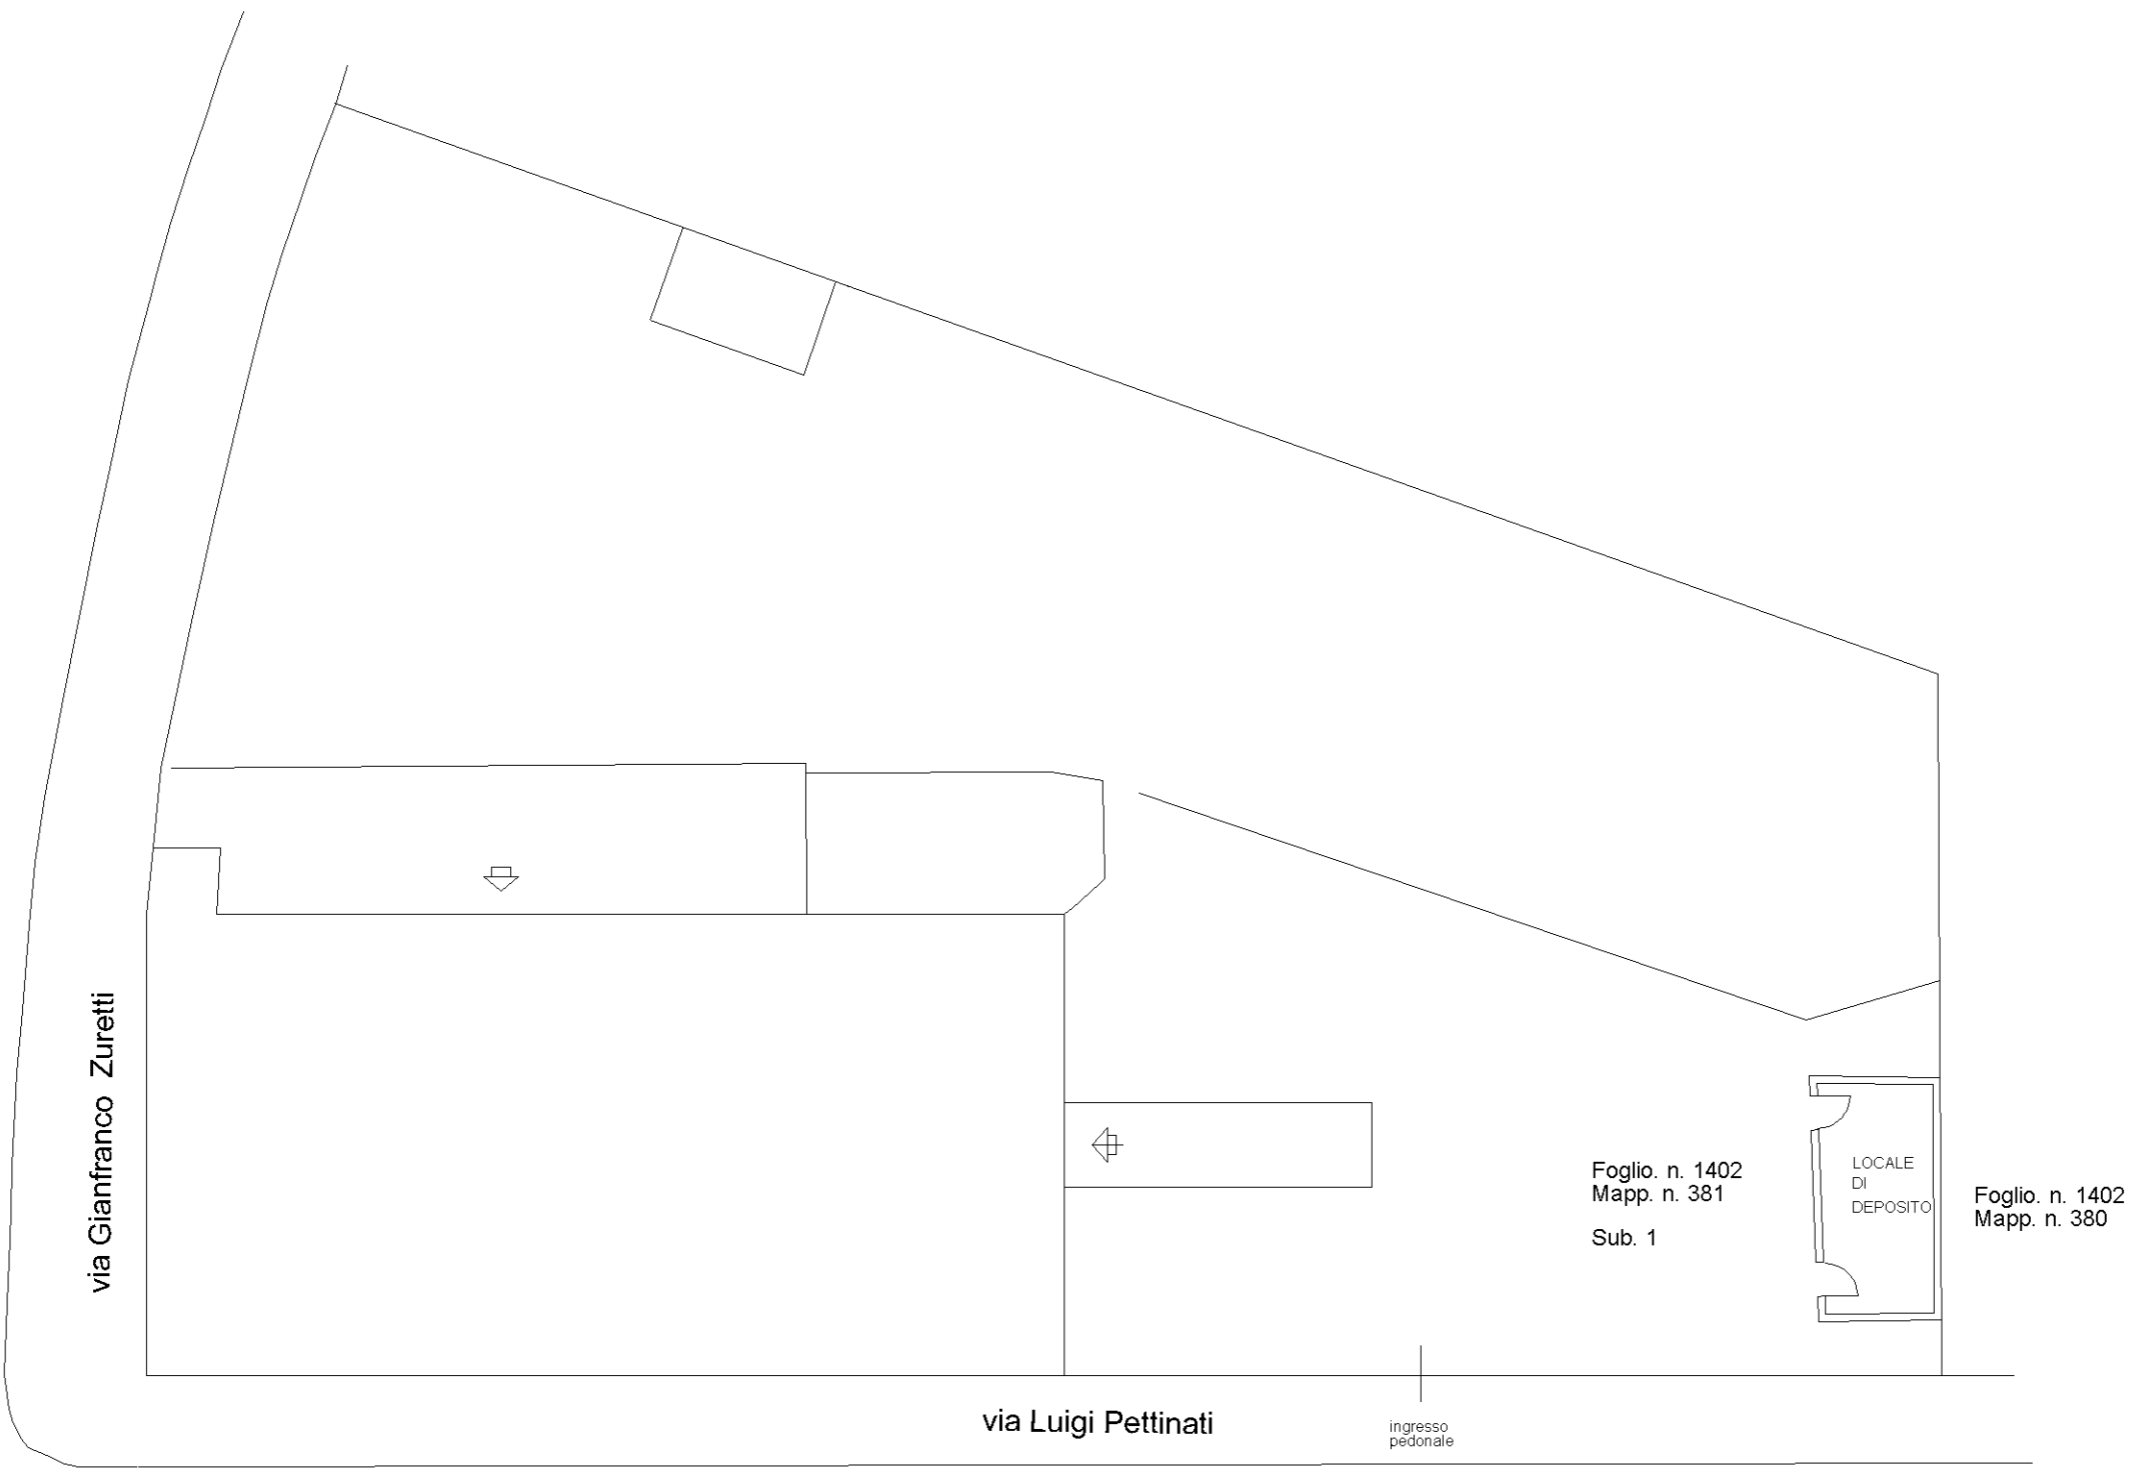 via Gianfranco Zuretti
Foglio. n. 1402
Mapp. n. 381
Sub. 1
LOCALE
DI
DEPOSITO
Foglio. n. 1402
Mapp. n. 380
via Luigi Pettinati
ingresso
pedonale